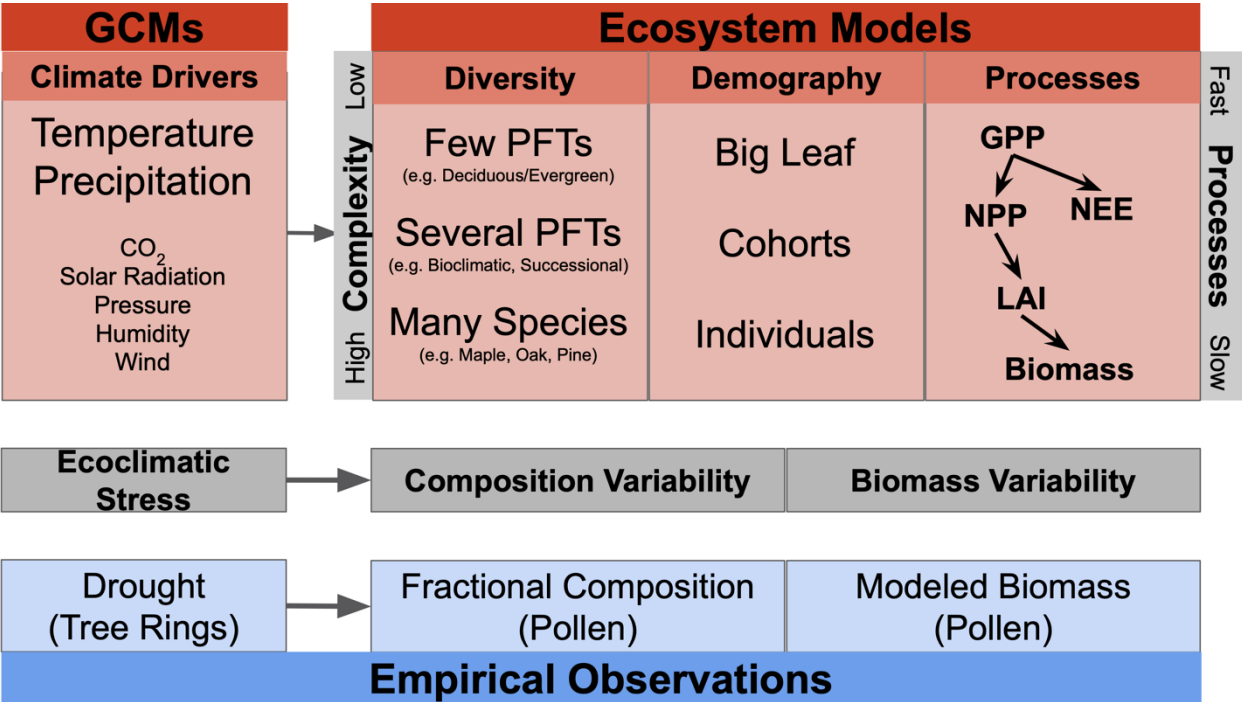 GCMs
Climate Drivers
Temperature
Precipitation
CO₂
Solar Radiation
Pressure
Humidity
Wind
Low
Complexity
High
Ecosystem Models
Diversity
Few PFTs
(e.g. Deciduous/Evergreen)
Several PFTs
(e.g. Bioclimatic, Successional)
Many Species
(e.g. Maple, Oak, Pine)
Demography
Big Leaf
Cohorts
Individuals
Processes
GPP
NPP
NEE
LAI
Biomass
Fast
Processes
Slow
Ecoclimatic
Stress
Composition Variability
Biomass Variability
Drought
(Tree Rings)
Fractional Composition
(Pollen)
Modeled Biomass
(Pollen)
Empirical Observations